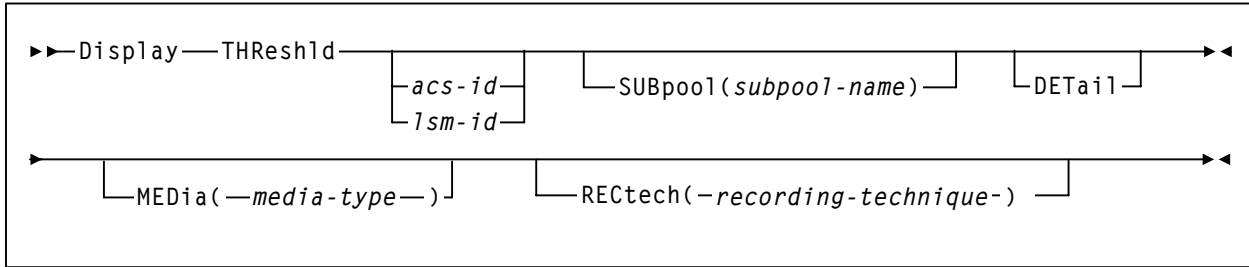 Display THReshld
acs-id
lsm-id
SUBpool(subpool-name)
DETail
MEDia(media-type)
RECtech(recording-technique)